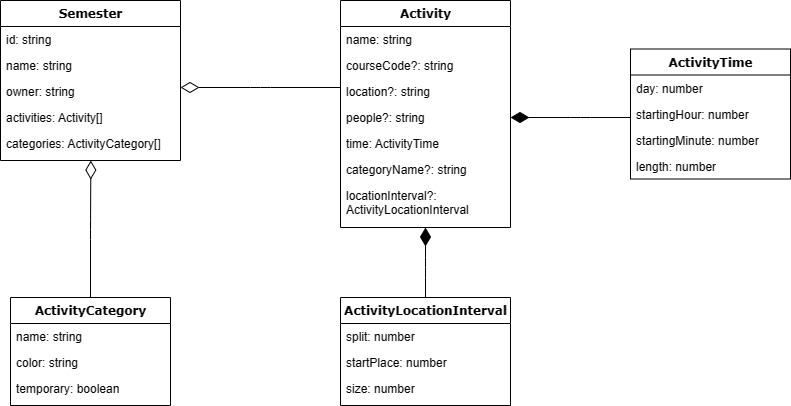 Semester
id: string
name: string
owner: string
activities: Activity[]
categories: ActivityCategory[]
Activity
name: string
courseCode?: string
location?: string
people?: string
time: ActivityTime
categoryName?: string
locationInterval?:
ActivityLocationInterval
ActivityTime
day: number
startingHour: number
startingMinute: number
length: number
ActivityCategory
name: string
color: string
temporary: boolean
ActivityLocationInterval
split: number
startPlace: number
size: number